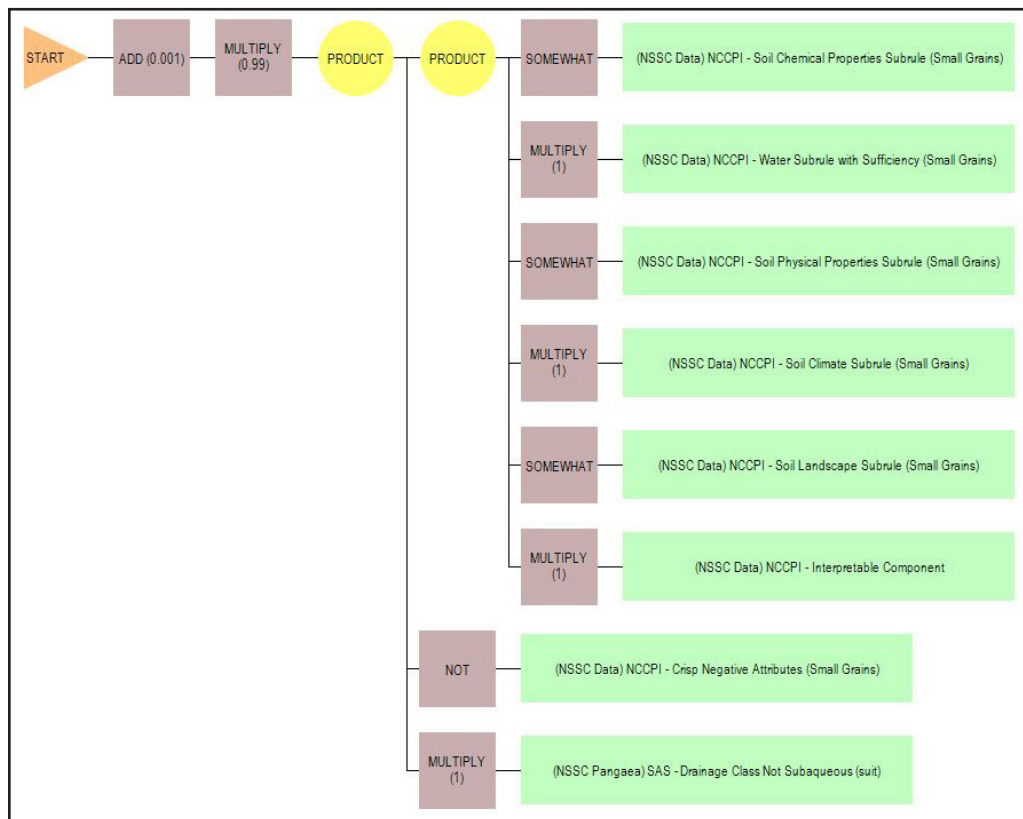 START
ADD (0.001)
MULTIPLY
(0.99)
PRODUCT
PRODUCT
SOMEWHAT
(NSSC Data) NCCPI - Soil Chemical Properties Subrule (Small Grains)
MULTIPLY
(1)
(NSSC Data) NCCPI - Water Subrule with Sufficiency (Small Grains)
SOMEWHAT
(NSSC Data) NCCPI - Soil Physical Properties Subrule (Small Grains)
MULTIPLY
(1)
(NSSC Data) NCCPI - Soil Climate Subrule (Small Grains)
SOMEWHAT
(NSSC Data) NCCPI - Soil Landscape Subrule (Small Grains)
MULTIPLY
(1)
(NSSC Data) NCCPI - Interpretable Component
NOT
(NSSC Data) NCCPI - Crisp Negative Attributes (Small Grains)
MULTIPLY
(1)
(NSSC Pangaea) SAS - Drainage Class Not Subaqueous (suit)